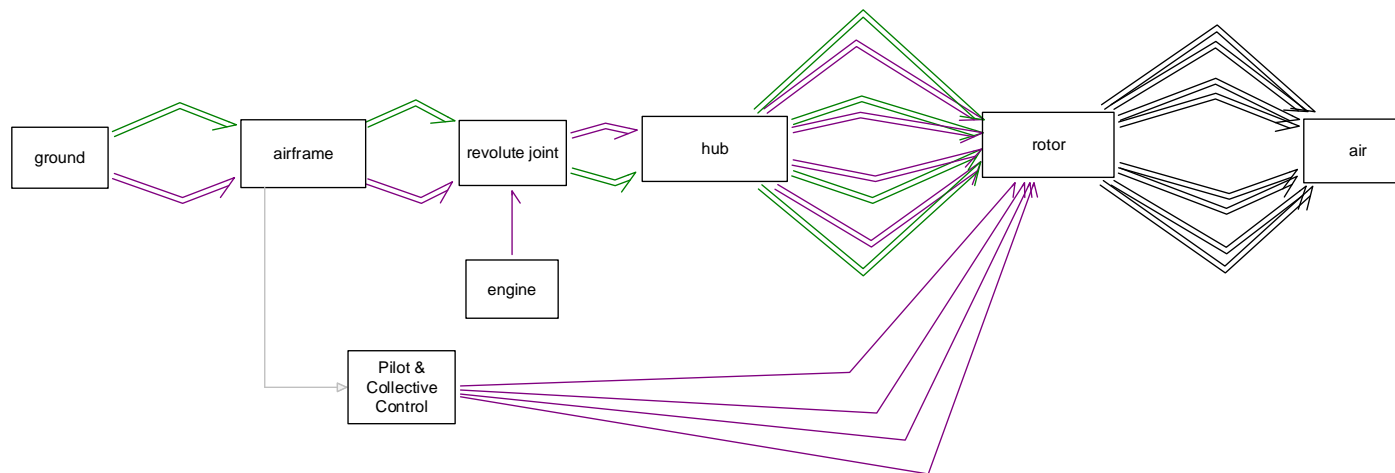 ground
airframe
revolute joint
hub
rotor
air
engine
Pilot &
Collective
Control